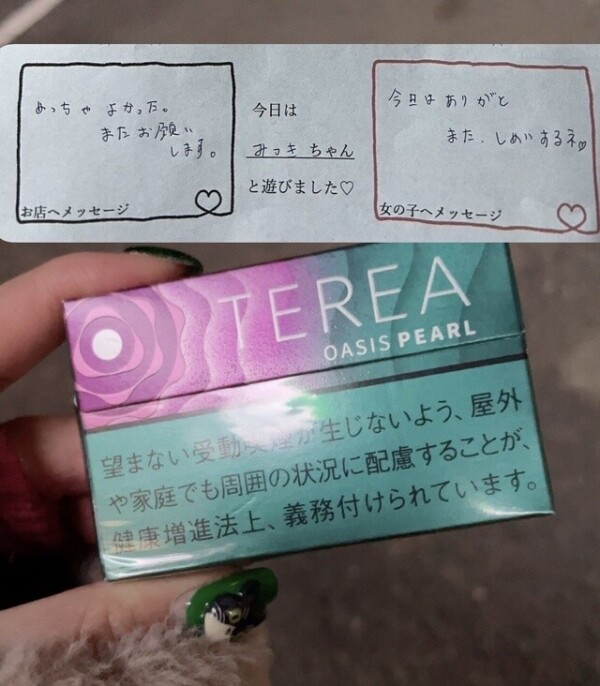 めっちゃ よかった。
またお願い
します。
お店へメッセージ
今日は
みつき ちゃん
と遊びました♡
今日は ありがと
また、しめいするネ♡
女の子へメッセージ
TEREA
OASIS PEARL
望まない受動喫煙が生じないよう、屋外
や家庭でも周囲の状況に配慮することが、
健康増進法上、義務付けられています。